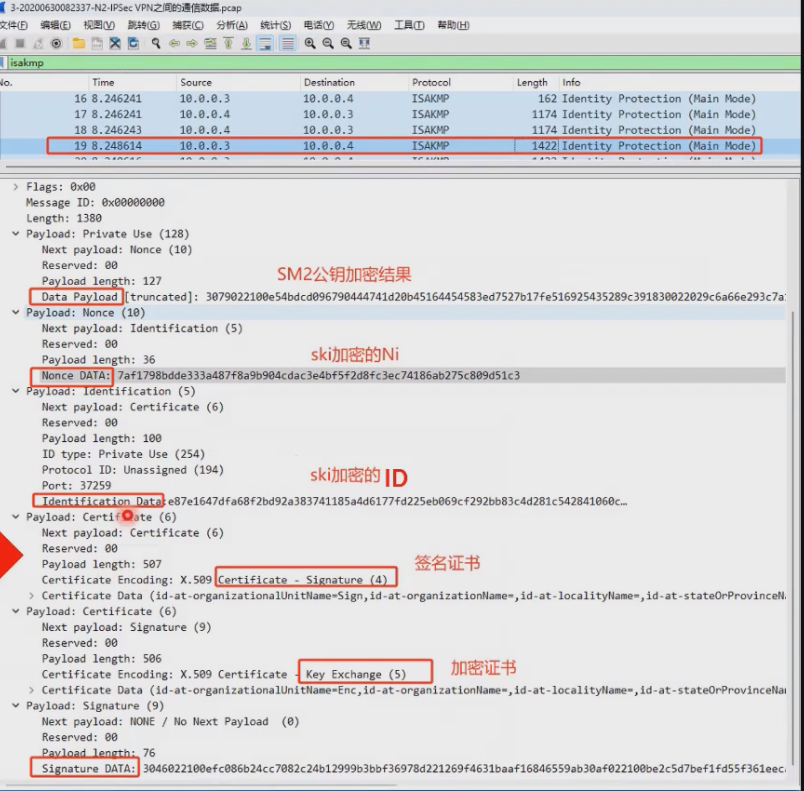 3-20200630082337-N2-IPSec VPN之间的通信数据.pcap
文件(F) 编辑(E) 视图(V) 跳转(G) 捕获(C) 分析(A) 统计(S) 电话(Y) 无线(W) 工具(T) 帮助(H)
isakmp
No. Time Source Destination Protocol Length Info
16 8.246241 10.0.0.3 10.0.0.4 ISAKMP 162 Identity Protection (Main Mode)
17 8.246241 10.0.0.4 10.0.0.3 ISAKMP 1174 Identity Protection (Main Mode)
18 8.246243 10.0.0.4 10.0.0.3 ISAKMP 1174 Identity Protection (Main Mode)
19 8.248614 10.0.0.3 10.0.0.4 ISAKMP 1422 Identity Protection (Main Mode)
Flags: 0x00
Message ID: 0x00000000
Length: 1380
Payload: Private Use (128)
Next payload: Nonce (10)
Reserved: 00
Payload length: 127
SM2公钥加密结果
Data Payload [truncated]: 3079022100e54bdcd096790444741d20b45164454583ed7527b17fe516925435289c391830022029c6a66e293c7a
Payload: Nonce (10)
Next payload: Identification (5)
Reserved: 00
Payload length: 36
ski加密的Ni
Nonce DATA: 7af1798bdde333a487f8a9b904cdac3e4bf5f2d8fc3ec74186ab275c809d51c3
Payload: Identification (5)
Next payload: Certificate (6)
Reserved: 00
Payload length: 100
ID type: Private Use (254)
Protocol ID: Unassigned (194)
Port: 37259
ski加密的ID
Identification Data:e87e1647dfa68f2bd92a383741185a4d6177fd225eb069cf292bb83c4d281c542841060c…
Payload: Certificate (6)
Next payload: Certificate (6)
Reserved: 00
Payload length: 507
签名证书
Certificate Encoding: X.509 Certificate - Signature (4)
Certificate Data (id-at-organizationalUnitName=Sign,id-at-organizationName=,id-at-localityName=,id-at-stateOrProvinceNa
Payload: Certificate (6)
Next payload: Signature (9)
Reserved: 00
Payload length: 506
加密证书
Certificate Encoding: X.509 Certificate - Key Exchange (5)
Certificate Data (id-at-organizationalUnitName=Enc,id-at-organizationName=,id-at-localityName=,id-at-stateOrProvinceNam
Payload: Signature (9)
Next payload: NONE / No Next Payload (0)
Reserved: 00
Payload length: 76
Signature DATA: 3046022100efc086b24cc7082c24b12999b3bbf36978d221269f4631baaf16846559ab30af022100be2c5d7bef1fd55f361eec